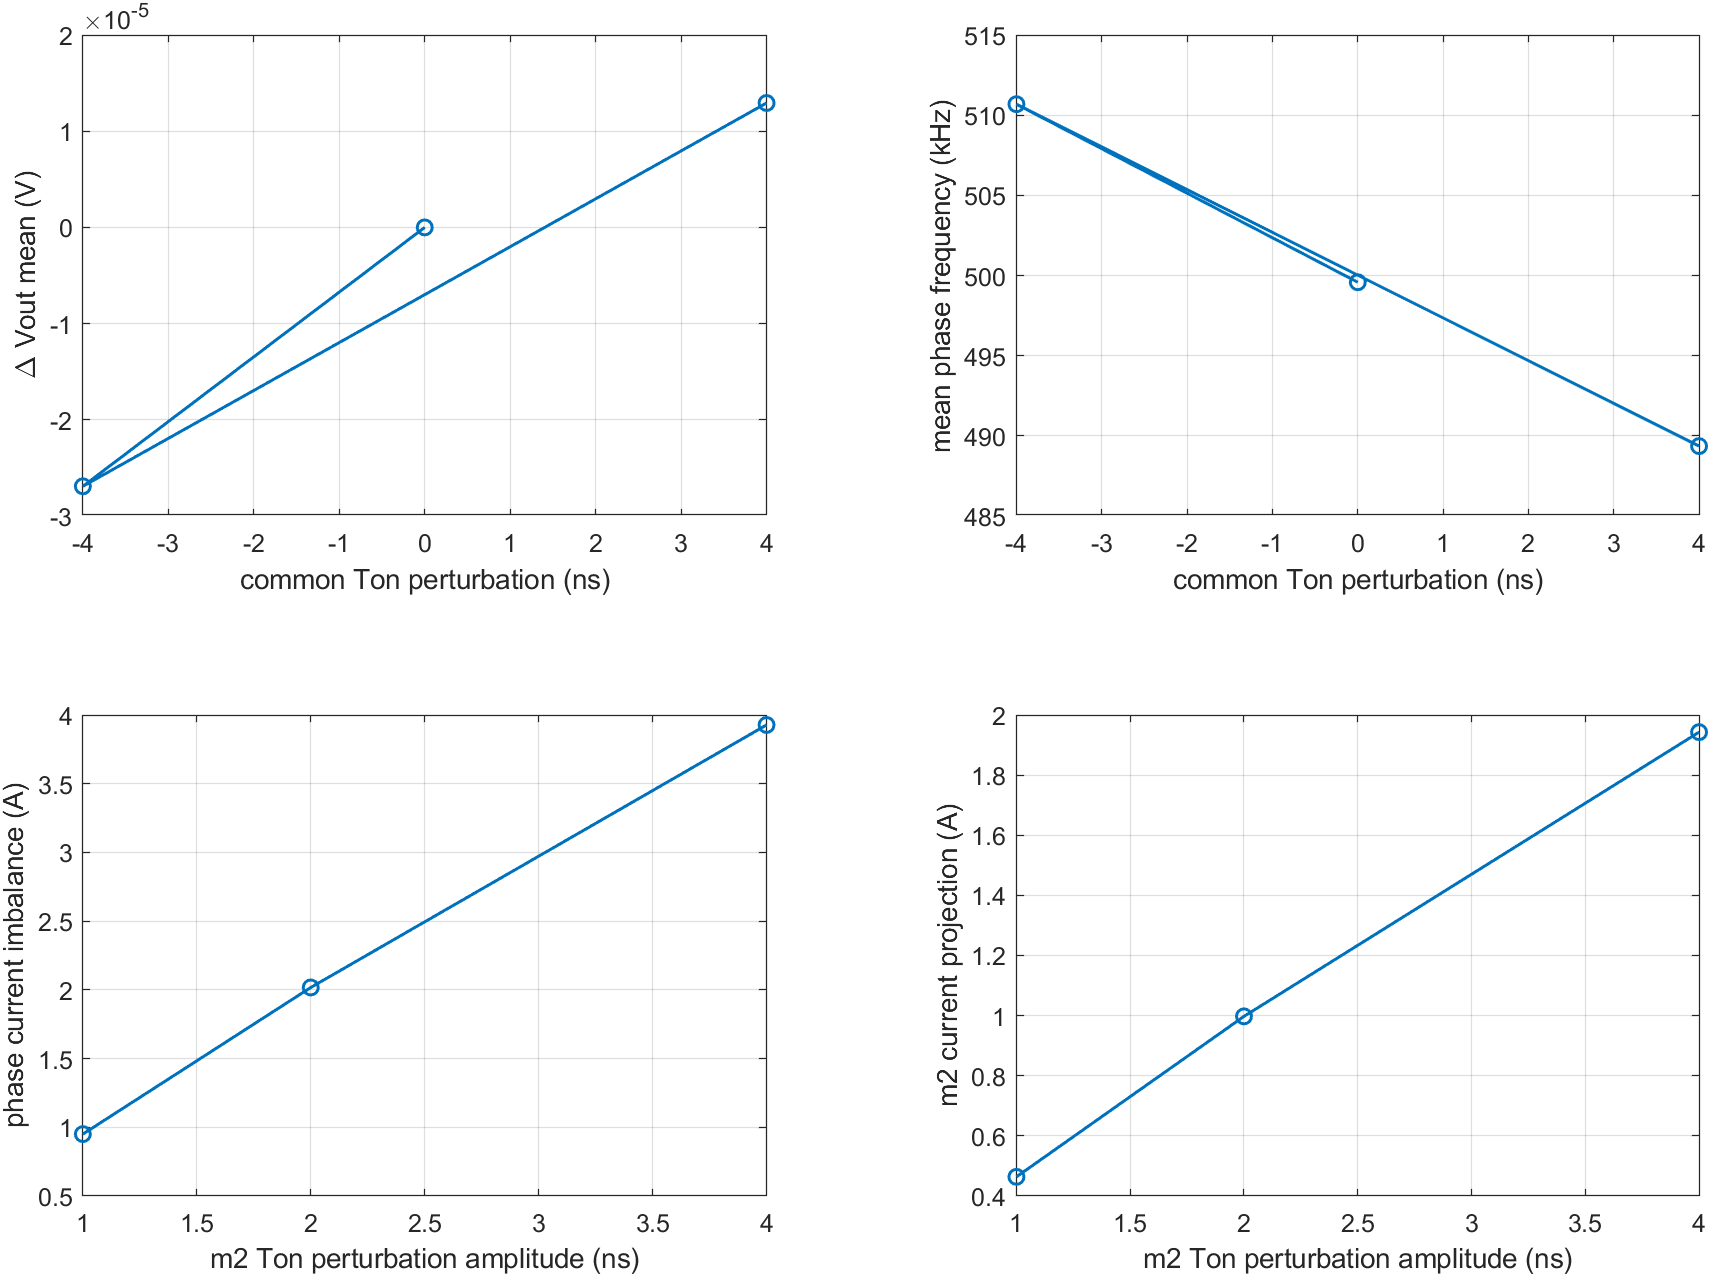 ×10⁻⁵
2
1
0
-1
-2
-3
Δ Vout mean (V)
-4 -3 -2 -1 0 1 2 3 4
common Ton perturbation (ns)
515
510
505
500
495
490
485
mean phase frequency (kHz)
-4 -3 -2 -1 0 1 2 3 4
common Ton perturbation (ns)
4
3.5
3
2.5
2
1.5
1
0.5
phase current imbalance (A)
1 1.5 2 2.5 3 3.5 4
m2 Ton perturbation amplitude (ns)
2
1.8
1.6
1.4
1.2
1
0.8
0.6
0.4
m2 current projection (A)
1 1.5 2 2.5 3 3.5 4
m2 Ton perturbation amplitude (ns)